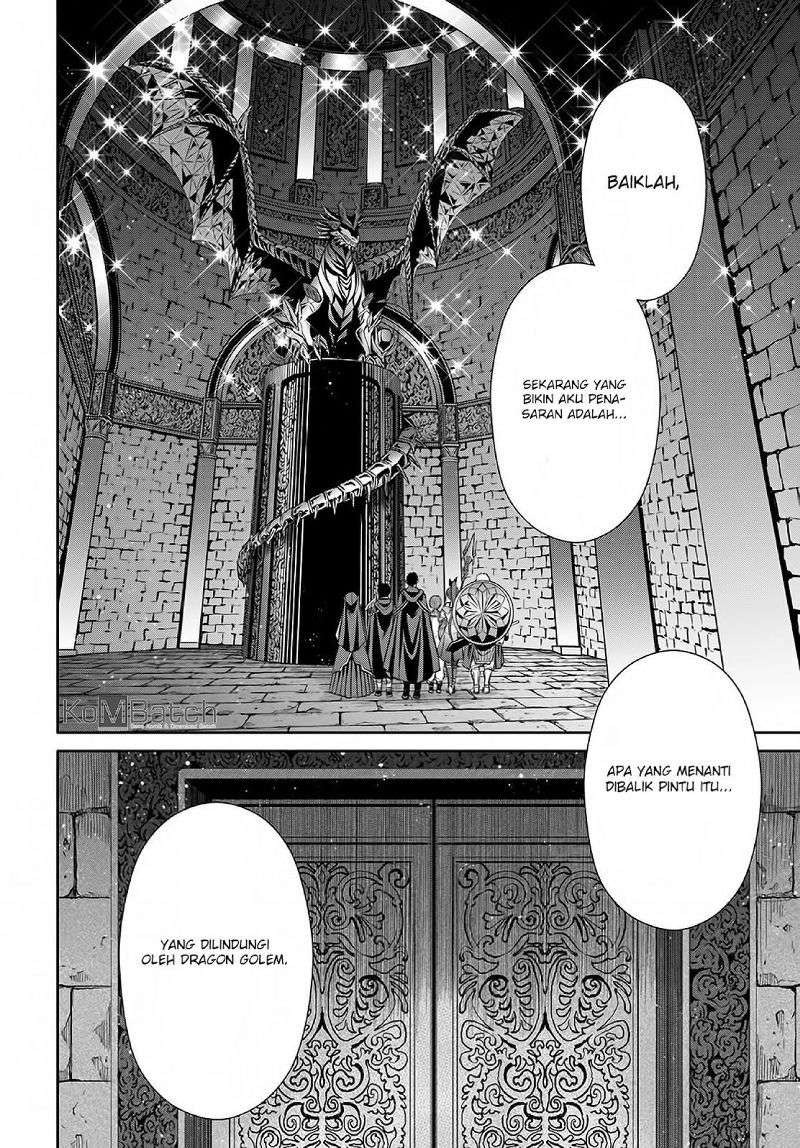 BAIKLAH,
SEKARANG YANG
BIKIN AKU PENA-
SARAN ADALAH...
APA YANG MENANTI
DIBALIK PINTU ITU...
YANG DILINDUNGI
OLEH DRAGON GOLEM.
KoMBatch